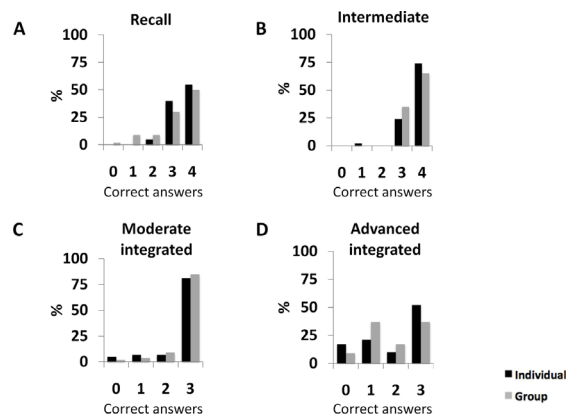 A
Recall
100
75
50
25
0
%
0 1 2 3 4
Correct answers
B
Intermediate
100
75
50
25
0
%
0 1 2 3 4
Correct answers
C
Moderate
integrated
100
75
50
25
0
%
0 1 2 3
Correct answers
D
Advanced
integrated
100
75
50
25
0
%
0 1 2 3
Correct answers
Individual
Group